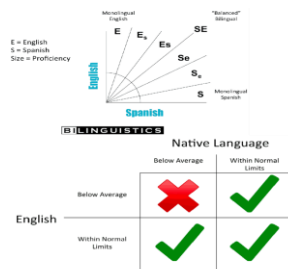 Monolingual
English
"Balanced"
Bilingual
E
Es
Es
SE
Se
Se
S
E = English
S = Spanish
Size = Proficiency
English
Spanish
Monolingual
Spanish
BILINGUISTICS
Native Language
Below Average
Within Normal
Limits
Below Average
English
Within Normal
Limits